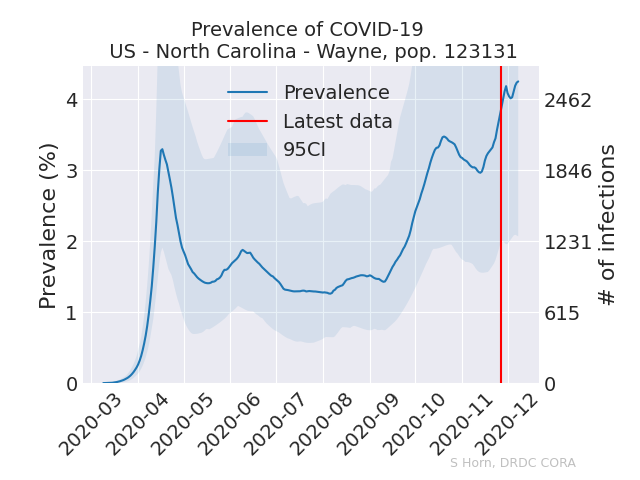 Prevalence of COVID-19
US - North Carolina - Wayne, pop. 123131
Prevalence
Latest data
95CI
Prevalence (%)
4
3
2
1
0
2462
1846
1231
615
0
# of infections
2020-03
2020-04
2020-05
2020-06
2020-07
2020-08
2020-09
2020-10
2020-11
2020-12
S Horn, DRDC CORA